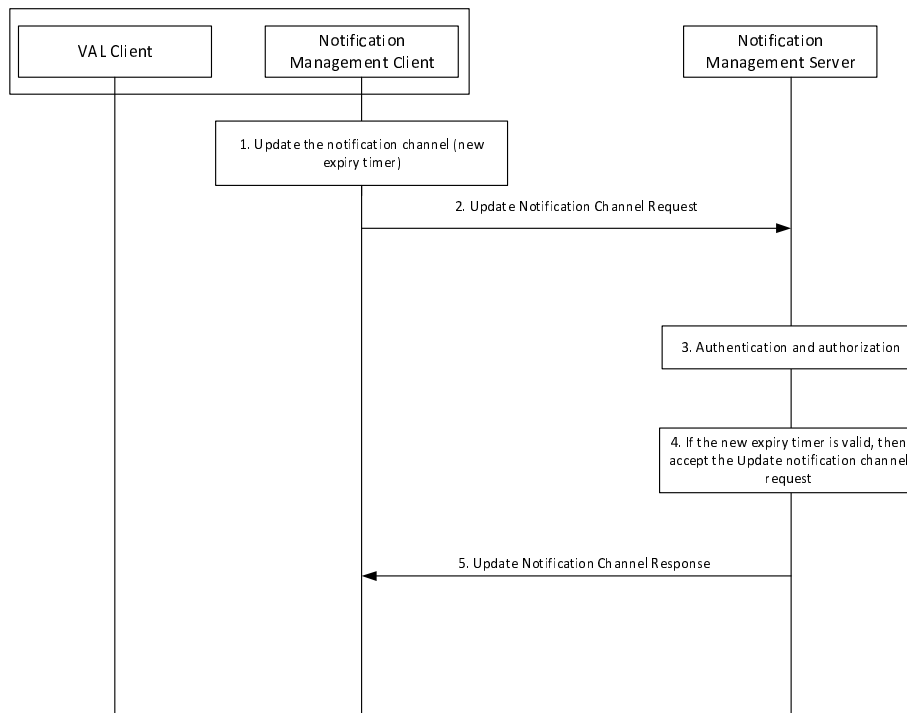 VAL Client
Notification
Management Client
Notification
Management Server
1. Update the notification channel (new
expiry timer)
2. Update Notification Channel Request
3. Authentication and authorization
4. If the new expiry timer is valid, then
accept the Update notification channel
request
5. Update Notification Channel Response